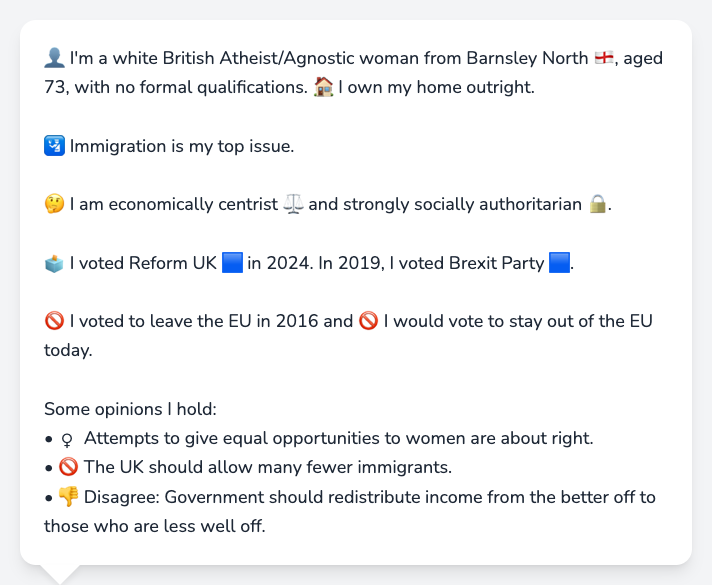 👤 I'm a white British Atheist/Agnostic woman from Barnsley North 🏴󠁧󠁢󠁥󠁮󠁧󠁿, aged
73, with no formal qualifications. 🏠 I own my home outright.
🛂 Immigration is my top issue.
🤔 I am economically centrist ⚖️ and strongly socially authoritarian 🔒.
🗳️ I voted Reform UK 🟦 in 2024. In 2019, I voted Brexit Party 🟦.
🚫 I voted to leave the EU in 2016 and 🚫 I would vote to stay out of the EU
today.
Some opinions I hold:
• ♀ Attempts to give equal opportunities to women are about right.
• 🚫 The UK should allow many fewer immigrants.
• 👎 Disagree: Government should redistribute income from the better off to
those who are less well off.